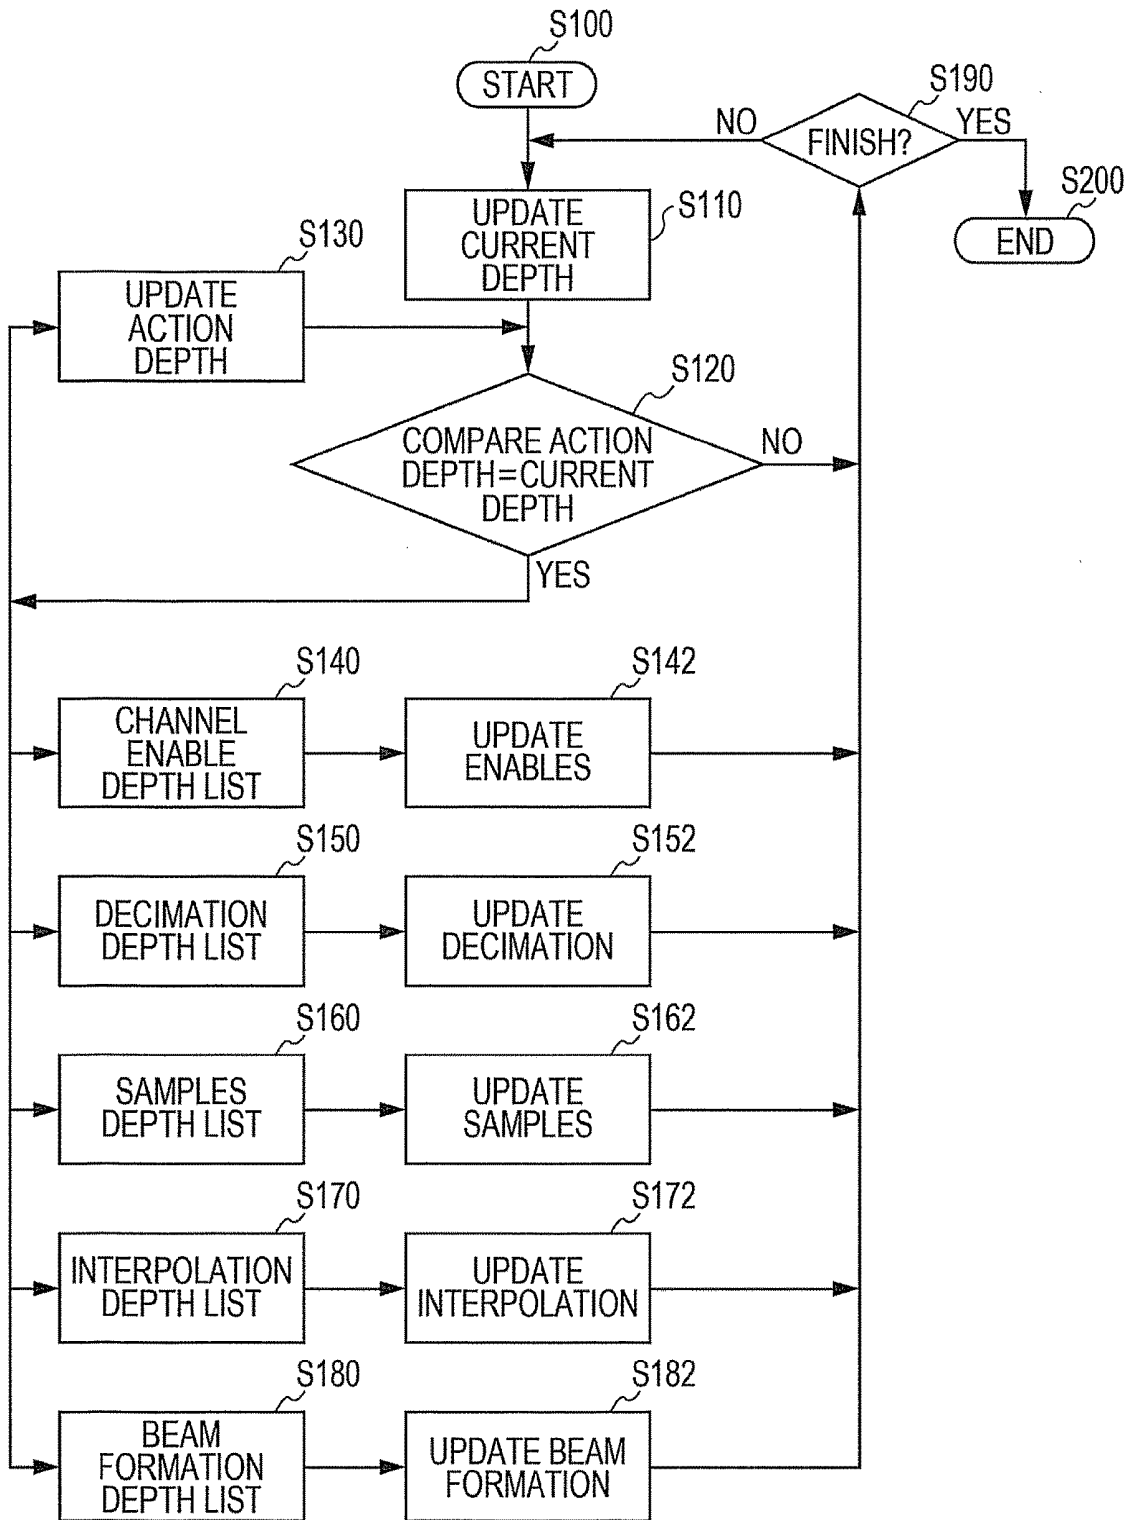 S100
START
S190
NO
FINISH?
YES
S200
END
UPDATE
CURRENT
DEPTH
S110
S130
UPDATE
ACTION
DEPTH
S120
COMPARE ACTION
DEPTH=CURRENT
DEPTH
NO
YES
S140
CHANNEL
ENABLE
DEPTH LIST
S142
UPDATE
ENABLES
S150
DECIMATION
DEPTH LIST
S152
UPDATE
DECIMATION
S160
SAMPLES
DEPTH LIST
S162
UPDATE
SAMPLES
S170
INTERPOLATION
DEPTH LIST
S172
UPDATE
INTERPOLATION
S180
BEAM
FORMATION
DEPTH LIST
S182
UPDATE BEAM
FORMATION